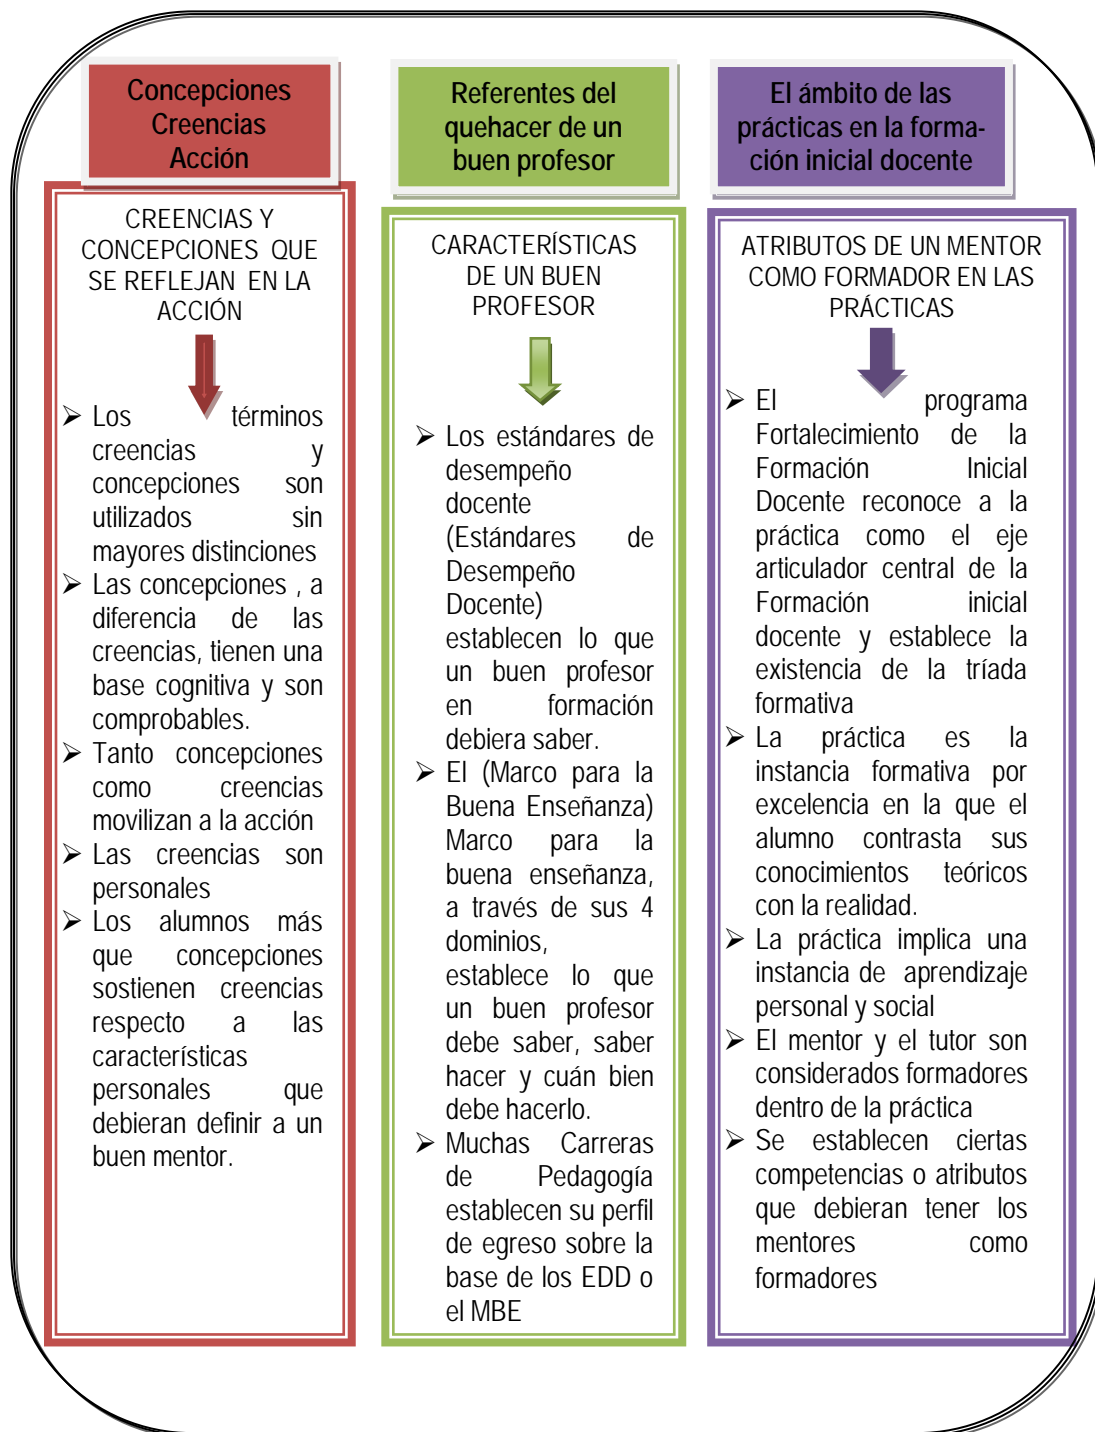 Concepciones
Creencias
Acción
CREENCIAS Y
CONCEPCIONES QUE
SE REFLEJAN EN LA
ACCIÓN
➢ Los términos
creencias y
concepciones son
utilizados sin
mayores distinciones
➢ Las concepciones , a
diferencia de las
creencias, tienen una
base cognitiva y son
comprobables.
➢ Tanto concepciones
como creencias
movilizan a la acción
➢ Las creencias son
personales
➢ Los alumnos más
que concepciones
sostienen creencias
respecto a las
características
personales que
debieran definir a un
buen mentor.
Referentes del
quehacer de un
buen profesor
CARACTERÍSTICAS
DE UN BUEN
PROFESOR
➢ Los estándares de
desempeño
docente
(Estándares de
Desempeño
Docente)
establecen lo que
un buen profesor
en formación
debiera saber.
➢ El (Marco para la
Buena Enseñanza)
Marco para la
buena enseñanza,
a través de sus 4
dominios,
establece lo que
un buen profesor
debe saber, saber
hacer y cuán bien
debe hacerlo.
➢ Muchas Carreras
de Pedagogía
establecen su perfil
de egreso sobre la
base de los EDD o
el MBE
El ámbito de las
prácticas en la forma-
ción inicial docente
ATRIBUTOS DE UN MENTOR
COMO FORMADOR EN LAS
PRÁCTICAS
➢ El programa
Fortalecimiento de la
Formación Inicial
Docente reconoce a la
práctica como el eje
articulador central de la
Formación inicial
docente y establece la
existencia de la tríada
formativa
➢ La práctica es la
instancia formativa por
excelencia en la que el
alumno contrasta sus
conocimientos teóricos
con la realidad.
➢ La práctica implica una
instancia de aprendizaje
personal y social
➢ El mentor y el tutor son
considerados formadores
dentro de la práctica
➢ Se establecen ciertas
competencias o atributos
que debieran tener los
mentores como
formadores